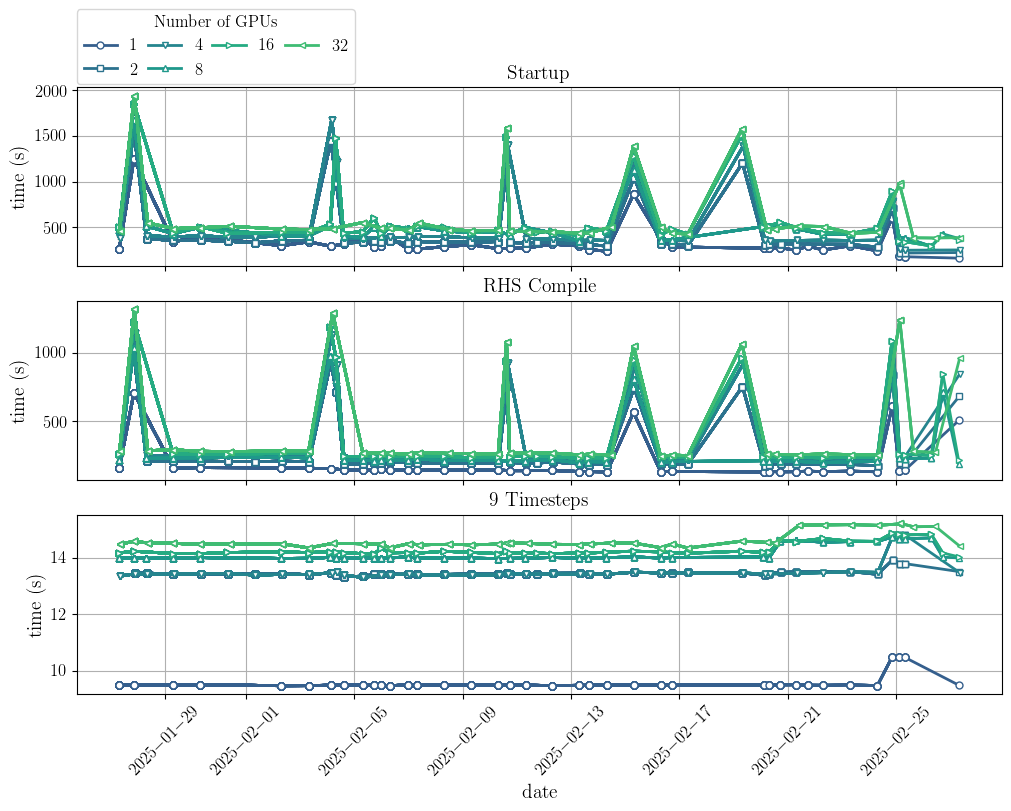 Number of GPUs
1 4 16 32
2 8
Startup
2000
1500
1000
500
time (s)
RHS Compile
1000
500
time (s)
9 Timesteps
14
12
10
time (s)
2025−01−29 2025−02−01 2025−02−05 2025−02−09 2025−02−13 2025−02−17 2025−02−21 2025−02−25
date